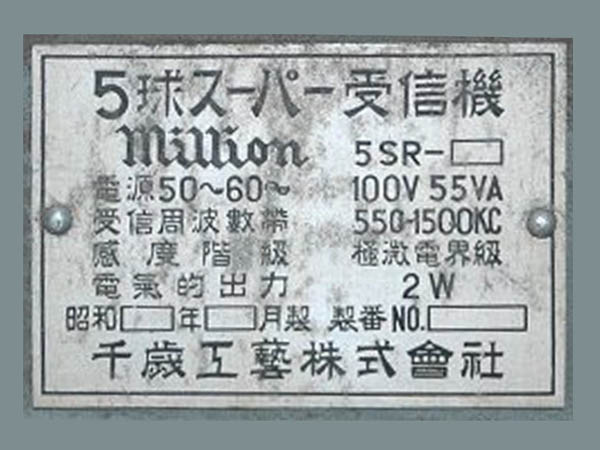 5球スーパー受信機
Million 5SR-
電源50〜60〜 100V 55VA
受信周波數帶 550-1500KC
感度階級 極微電界級
電氣的出力 2W
昭和 年 月製 製番NO.
千歳工藝株式會社